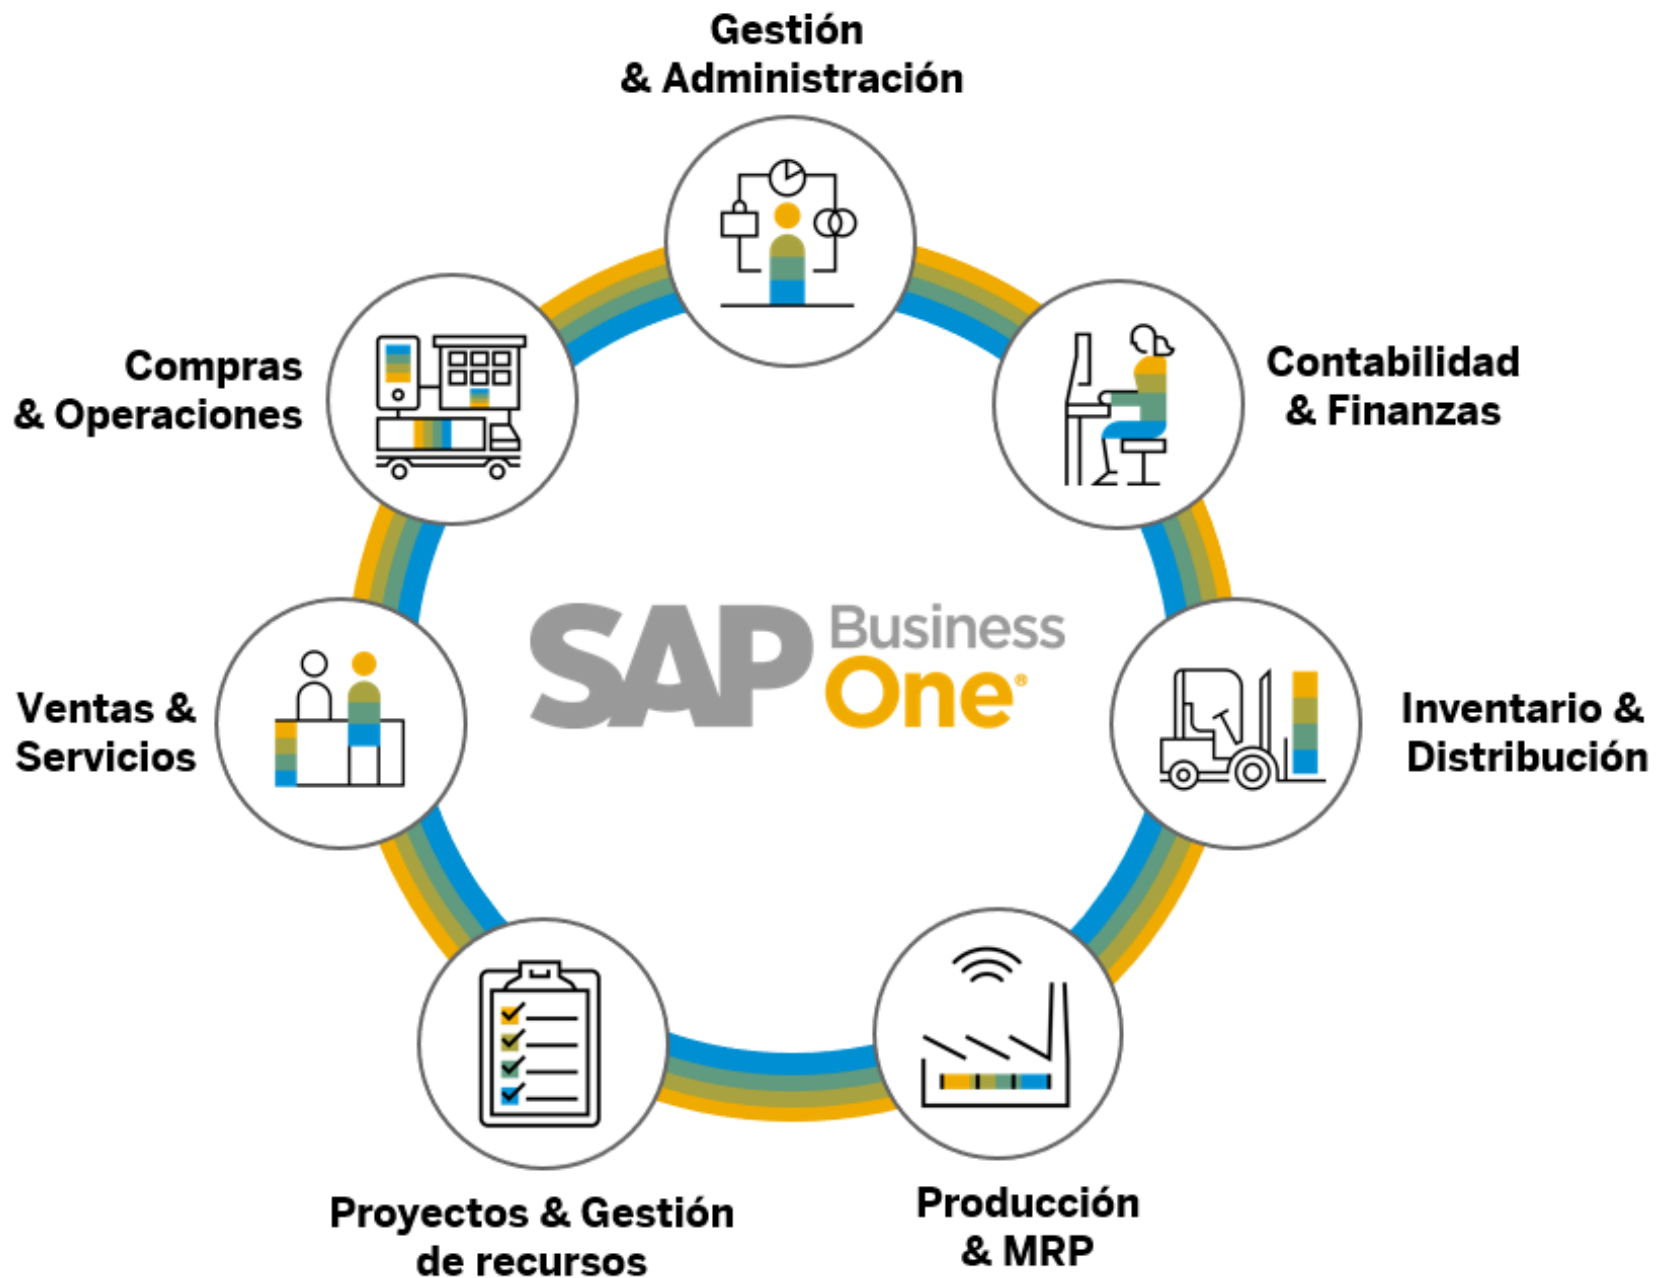 Gestión
& Administración
Compras
& Operaciones
Contabilidad
& Finanzas
SAP Business
One®
Ventas &
Servicios
Inventario &
Distribución
Proyectos & Gestión
de recursos
Producción
& MRP